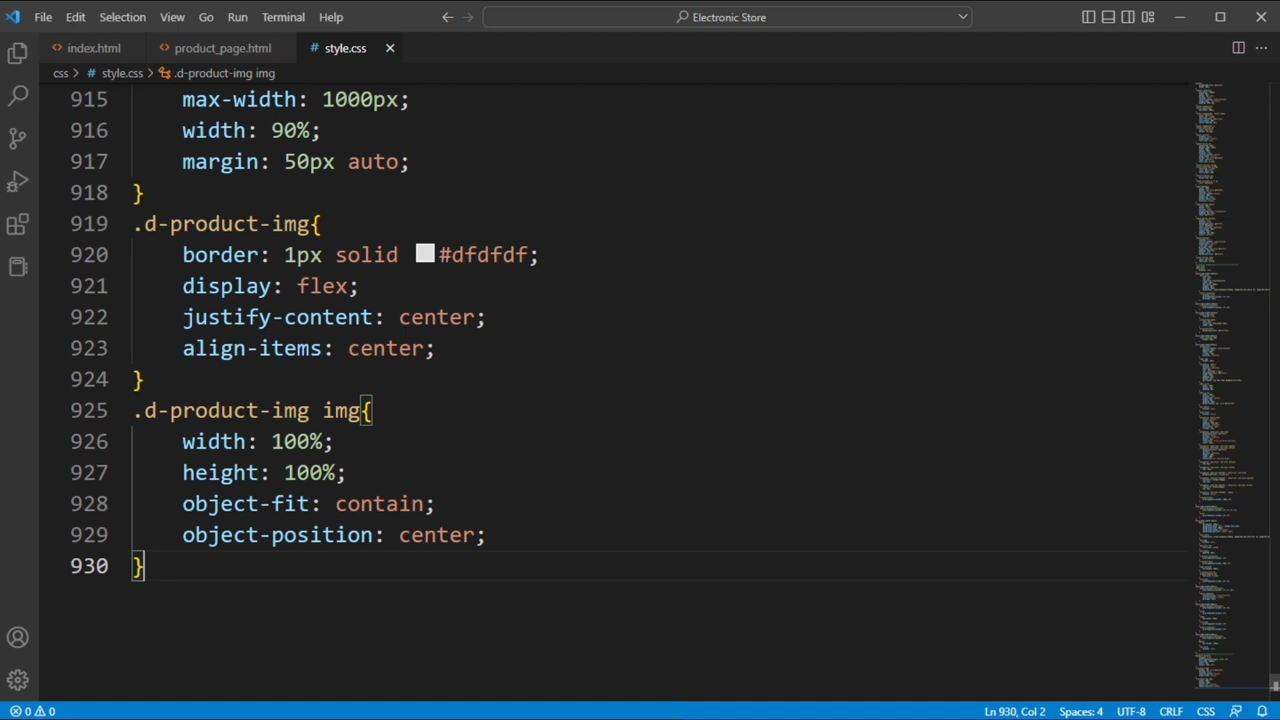 File Edit Selection View Go Run Terminal Help Electronic Store
index.html product_page.html # style.css
css > # style.css > .d-product-img img
915 max-width: 1000px;
916 width: 90%;
917 margin: 50px auto;
918 }
919 .d-product-img{
920 border: 1px solid #dfdfdf;
921 display: flex;
922 justify-content: center;
923 align-items: center;
924 }
925 .d-product-img img{
926 width: 100%;
927 height: 100%;
928 object-fit: contain;
929 object-position: center;
930 }
0 0 Ln 930, Col 2 Spaces: 4 UTF-8 CRLF CSS